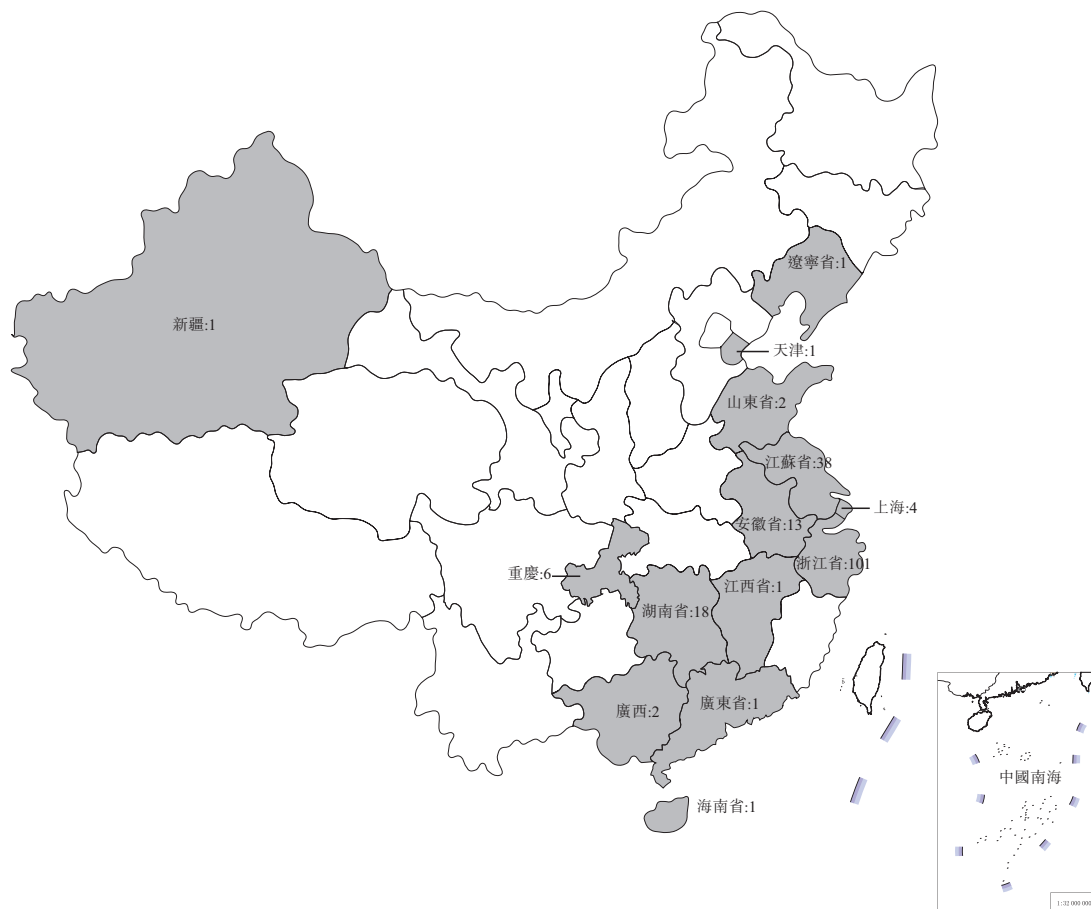 遼寧省:1
新疆:1
天津:1
山東省:2
江蘇省:38
上海:4
安徽省:13
浙江省:101
重慶:6
江西省:1
湖南省:18
廣西:2
廣東省:1
中國南海
海南省:1